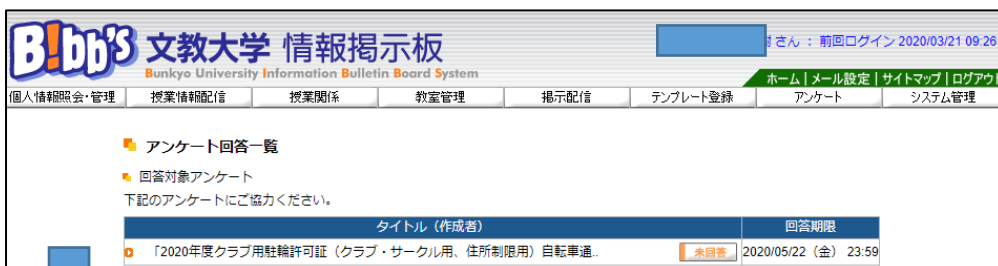 B!bb's 文教大学 情報掲示板
Bunkyo University Information Bulletin Board System
さん : 前回ログイン 2020/03/21 09:26
ホーム | メール設定 | サイトマップ | ログアウト
個人情報照会・管理 授業情報配信 授業関係 教室管理 掲示配信 テンプレート登録 アンケート システム管理
アンケート回答一覧
回答対象アンケート
下記のアンケートにご協力ください。
タイトル（作成者） 回答期限
「2020年度クラブ用駐輪許可証（クラブ・サークル用、住所制限用）自転車通.. 未回答 2020/05/22（金） 23:59